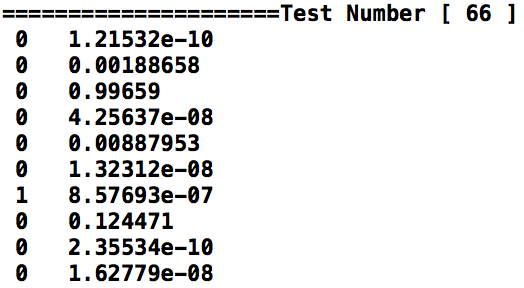 =====================Test Number [ 66 ]
0 1.21532e-10
0 0.00188658
0 0.99659
0 4.25637e-08
0 0.00887953
0 1.32312e-08
1 8.57693e-07
0 0.124471
0 2.35534e-10
0 1.62779e-08